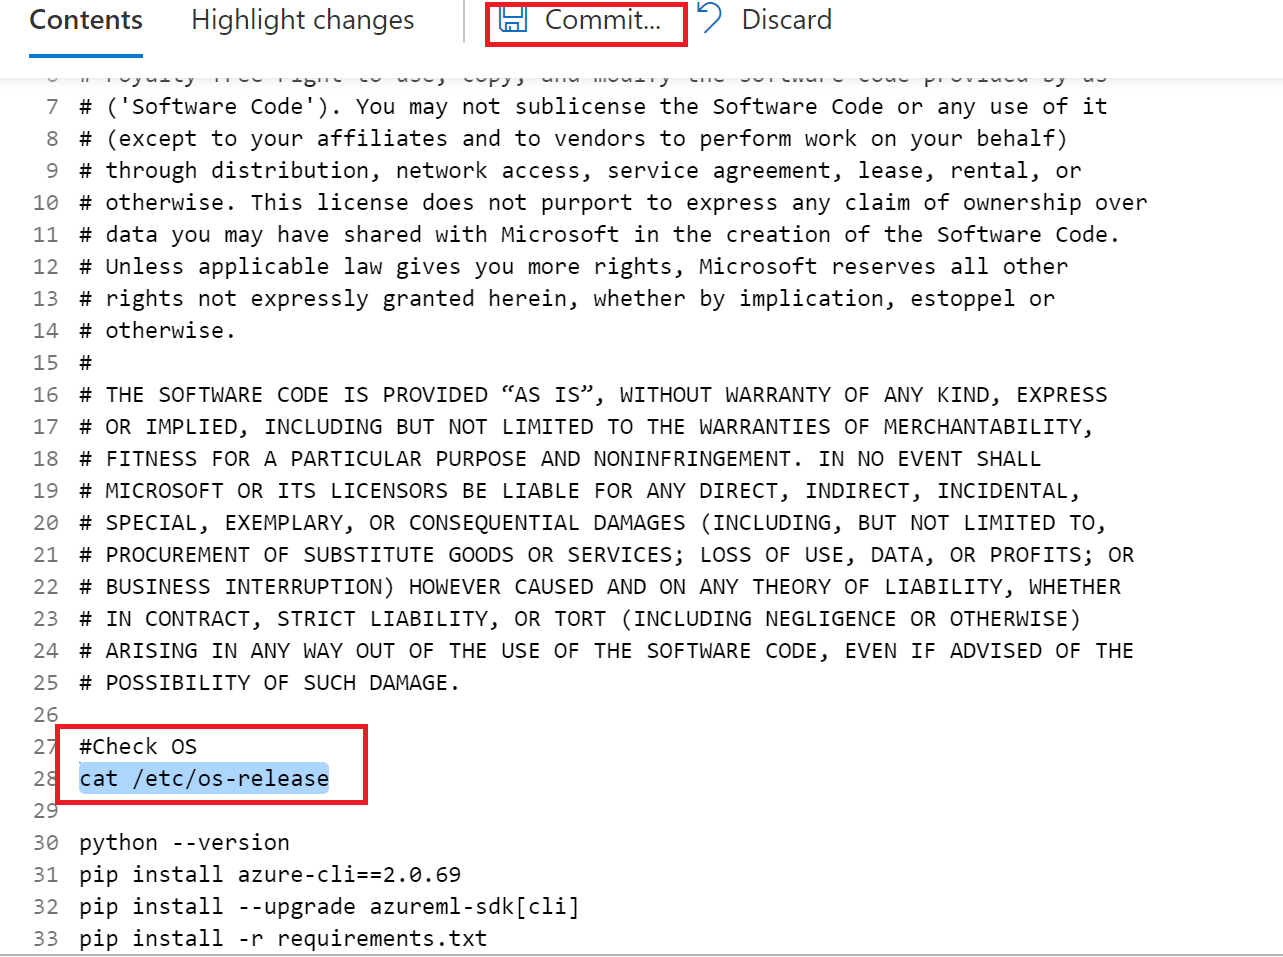 Contents Highlight changes Commit... Discard
7 # ('Software Code'). You may not sublicense the Software Code or any use of it
8 # (except to your affiliates and to vendors to perform work on your behalf)
9 # through distribution, network access, service agreement, lease, rental, or
10 # otherwise. This license does not purport to express any claim of ownership over
11 # data you may have shared with Microsoft in the creation of the Software Code.
12 # Unless applicable law gives you more rights, Microsoft reserves all other
13 # rights not expressly granted herein, whether by implication, estoppel or
14 # otherwise.
15 #
16 # THE SOFTWARE CODE IS PROVIDED “AS IS”, WITHOUT WARRANTY OF ANY KIND, EXPRESS
17 # OR IMPLIED, INCLUDING BUT NOT LIMITED TO THE WARRANTIES OF MERCHANTABILITY,
18 # FITNESS FOR A PARTICULAR PURPOSE AND NONINFRINGEMENT. IN NO EVENT SHALL
19 # MICROSOFT OR ITS LICENSORS BE LIABLE FOR ANY DIRECT, INDIRECT, INCIDENTAL,
20 # SPECIAL, EXEMPLARY, OR CONSEQUENTIAL DAMAGES (INCLUDING, BUT NOT LIMITED TO,
21 # PROCUREMENT OF SUBSTITUTE GOODS OR SERVICES; LOSS OF USE, DATA, OR PROFITS; OR
22 # BUSINESS INTERRUPTION) HOWEVER CAUSED AND ON ANY THEORY OF LIABILITY, WHETHER
23 # IN CONTRACT, STRICT LIABILITY, OR TORT (INCLUDING NEGLIGENCE OR OTHERWISE)
24 # ARISING IN ANY WAY OUT OF THE USE OF THE SOFTWARE CODE, EVEN IF ADVISED OF THE
25 # POSSIBILITY OF SUCH DAMAGE.
26
27 #Check OS
28 cat /etc/os-release
29
30 python --version
31 pip install azure-cli==2.0.69
32 pip install --upgrade azureml-sdk[cli]
33 pip install -r requirements.txt